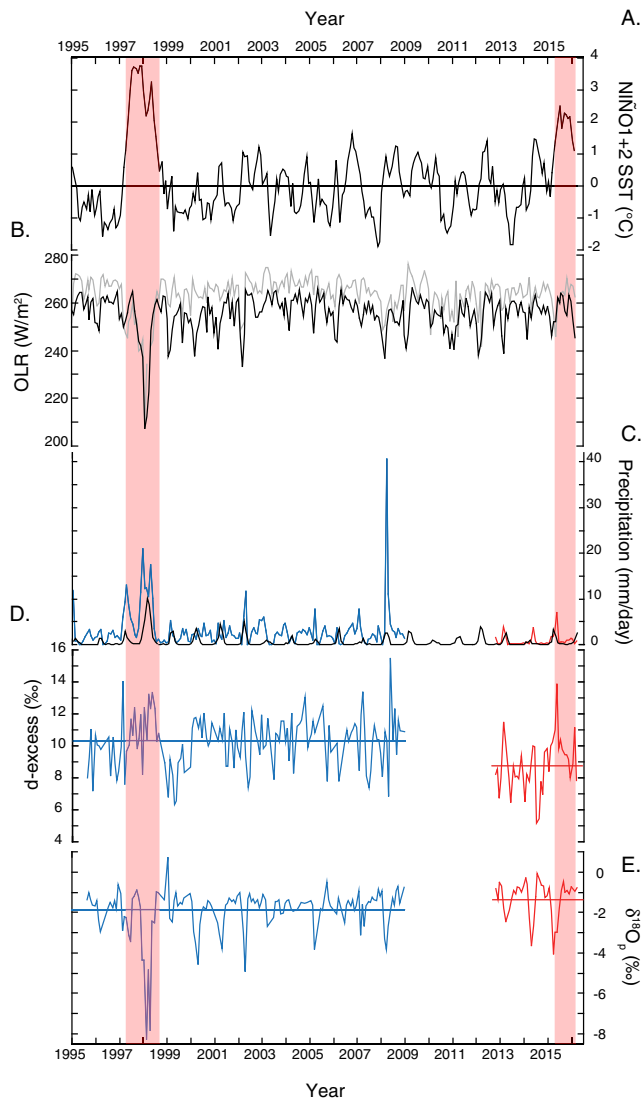 Year
A.
1995 1997 1999 2001 2003 2005 2007 2009 2011 2013 2015
4
3
2
1
0
-1
-2
NIÑO1+2 SST (°C)
B.
280
260
240
220
200
OLR (W/m²)
C.
40
30
20
10
0
Precipitation (mm/day)
D.
16
14
12
10
8
6
4
d-excess (‰)
E.
0
-2
-4
-6
-8
δ¹⁸Oₚ (‰)
1995 1997 1999 2001 2003 2005 2007 2009 2011 2013 2015
Year